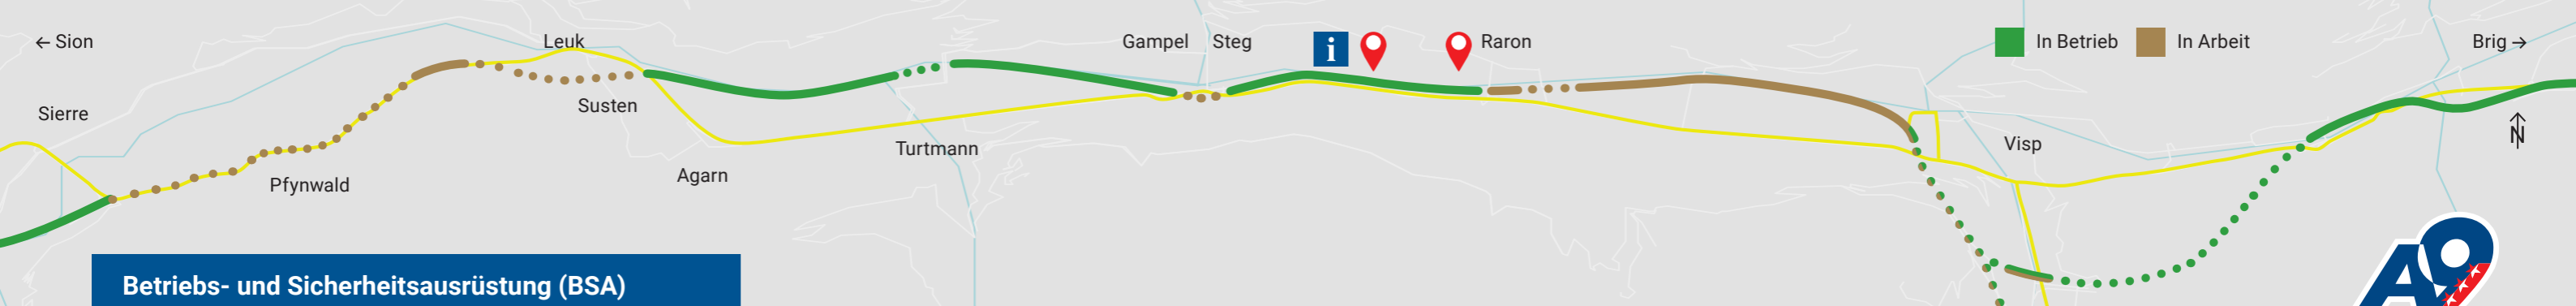 ← Sion
Leuk
Gampel
Steg
i
Raron
In Betrieb
In Arbeit
Brig →
Sierre
Susten
N
Visp
Turtmann
Pfynwald
Agarn
Betriebs- und Sicherheitsausrüstung (BSA)
A9